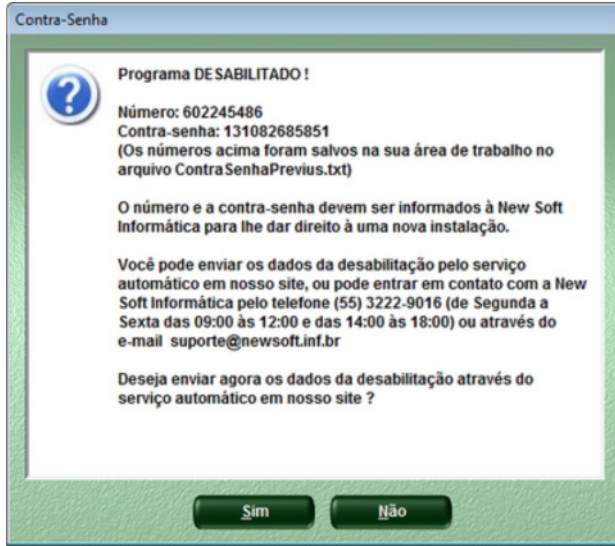 Contra-Senha
Programa DESABILITADO !
Número: 602245486
Contra-senha: 131082685851
(Os números acima foram salvos na sua área de trabalho no
arquivo ContraSenhaPrevius.txt)
O número e a contra-senha devem ser informados à New Soft
Informática para lhe dar direito à uma nova instalação.
Você pode enviar os dados da desabilitação pelo serviço
automático em nosso site, ou pode entrar em contato com a New
Soft Informática pelo telefone (55) 3222-9016 (de Segunda a
Sexta das 09:00 às 12:00 e das 14:00 às 18:00) ou através do
e-mail suporte@newsoft.inf.br
Deseja enviar agora os dados da desabilitação através do
serviço automático em nosso site ?
Sim
Não